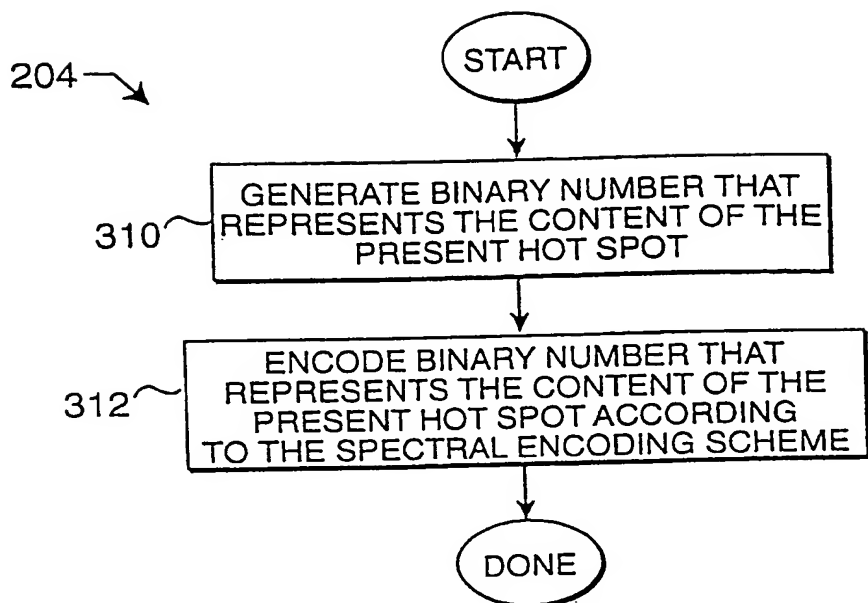 START
204
GENERATE BINARY NUMBER THAT
REPRESENTS THE CONTENT OF THE
PRESENT HOT SPOT.
310
ENCODE BINARY NUMBER THAT
REPRESENTS THE CONTENT OF THE
PRESENT HOT SPOT ACCORDING
TO THE SPECTRAL ENCODING SCHEME
312
DONE